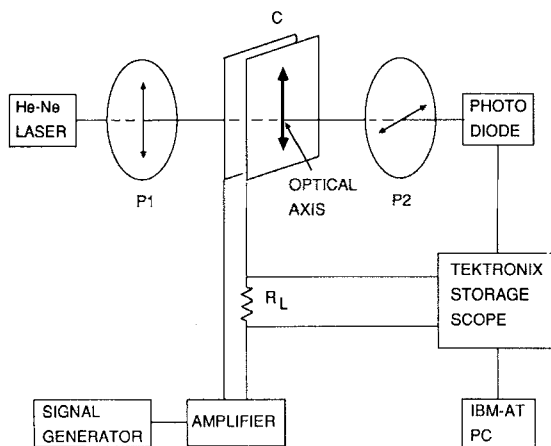 C
He-Ne
LASER
P1
OPTICAL
AXIS
P2
PHOTO
DIODE
R_L
TEKTRONIX
STORAGE
SCOPE
SIGNAL
GENERATOR
AMPLIFIER
IBM-AT
PC